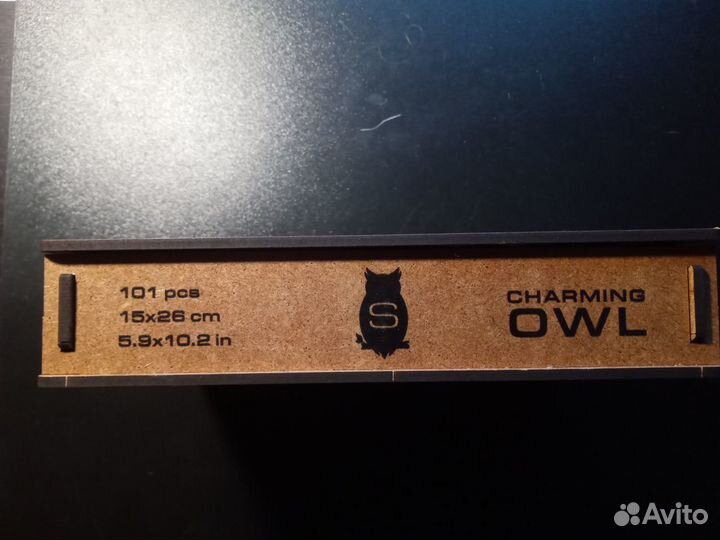 101 pcs
15x26 cm
5.9x10.2 in
S
CHARMING
OWL
Avito